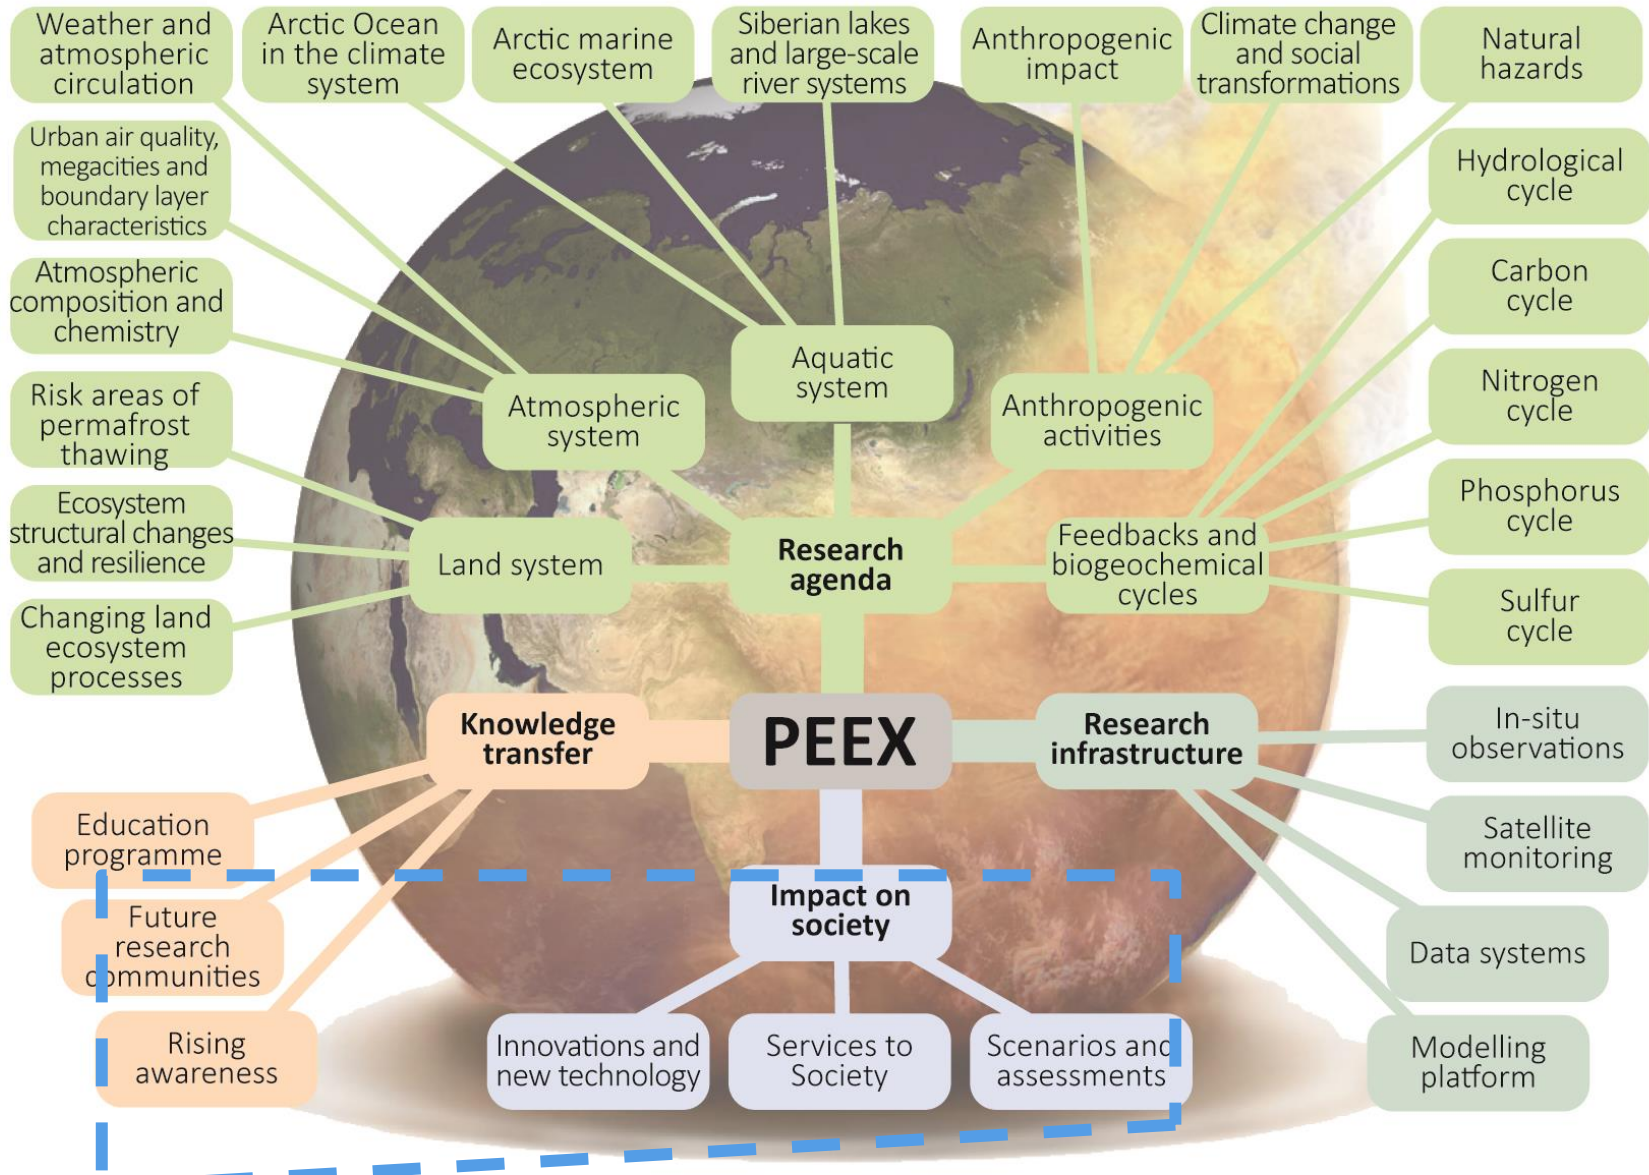 Weather and
atmospheric
circulation
Arctic Ocean
in the climate
system
Arctic marine
ecosystem
Siberian lakes
and large-scale
river systems
Anthropogenic
impact
Climate change
and social
transformations
Natural
hazards
Urban air quality,
megacities and
boundary layer
characteristics
Hydrological
cycle
Atmospheric
composition and
chemistry
Carbon
cycle
Aquatic
system
Atmospheric
system
Anthropogenic
activities
Nitrogen
cycle
Risk areas of
permafrost
thawing
Phosphorus
cycle
Ecosystem
structural changes
and resilience
Land system
Research
agenda
Feedbacks and
biogeochemical
cycles
Sulfur
cycle
Changing land
ecosystem
processes
Knowledge
transfer
PEEX
Research
infrastructure
In-situ
observations
Education
programme
Satellite
monitoring
Impact on
society
Future
research
communities
Data systems
Rising
awareness
Innovations and
new technology
Services to
Society
Scenarios and
assessments
Modelling
platform